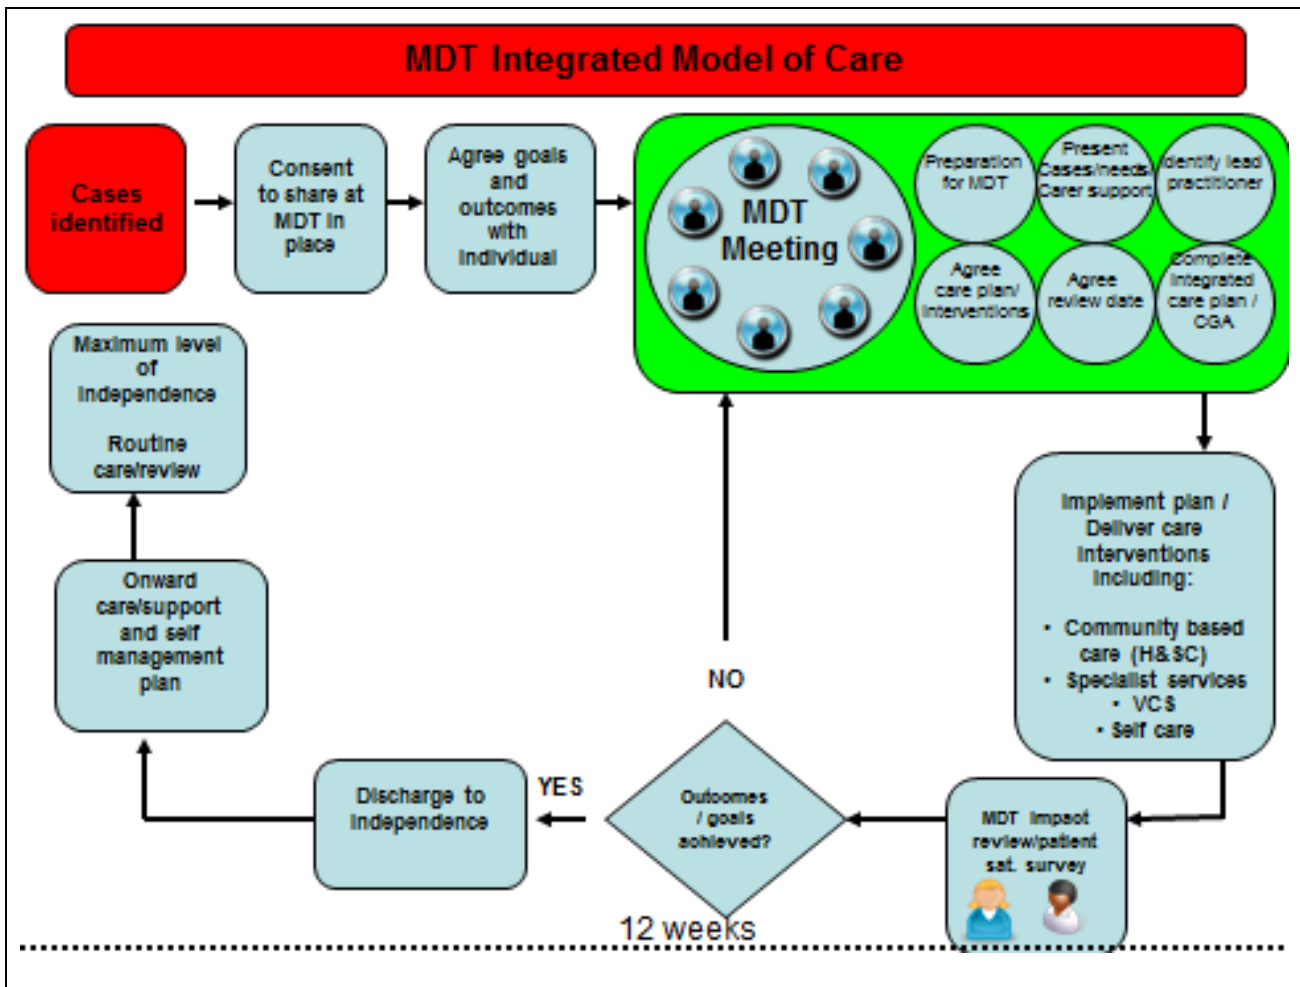 MDT Integrated Model of Care
Cases
identified
Consent
to share at
MDT in
place
Agree goals
and
outcomes
with
individual
MDT
Meeting
Preparation
for MDT
Present
Cases/needs
Carer support
Identify lead
practitioner
Agree
care plan/
interventions
Agree
review date
Complete
integrated
care plan /
CGA
Implement plan /
Deliver care
interventions
including:
• Community based
care (H&SC)
• Specialist services
• VCS
• Self care
MDT impact
review/patient
sat. survey
Outcomes
/ goals
achieved?
NO
YES
12 weeks
Discharge to
independence
Onward
care/support
and self
management
plan
Maximum level
of
independence
Routine
care/review